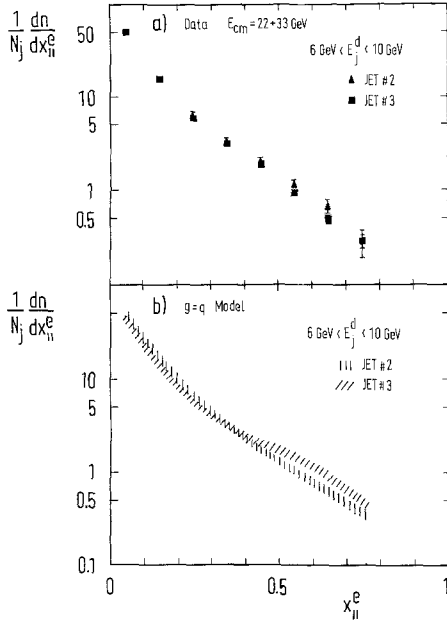 1/N_j dn/dx_||^e
a) Data E_cm = 22+33 GeV
6 GeV < E_j^d < 10 GeV
▲ JET #2
■ JET #3
50
10
5
1
0.5
1/N_j dn/dx_||^e
b) g=q Model
6 GeV < E_j^d < 10 GeV
JET #2
JET #3
10
5
1
0.5
0.1
0
0.5
1
x_||^e